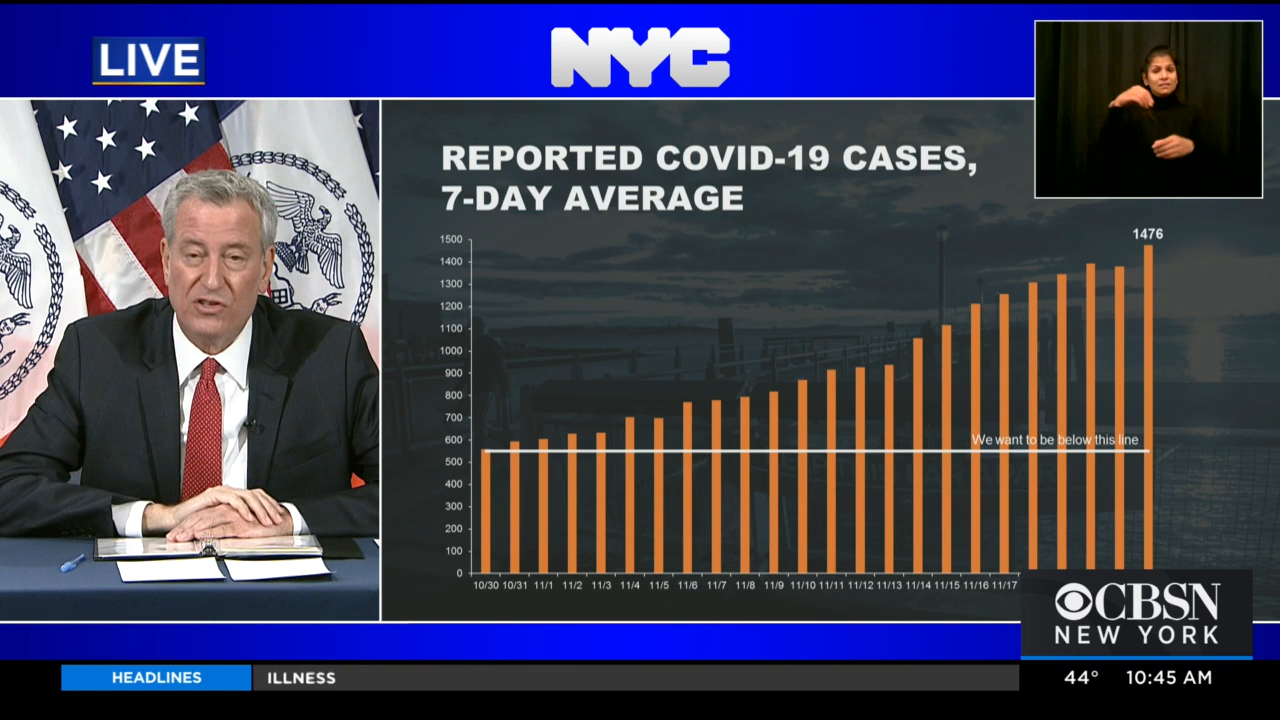 LIVE
NYC
REPORTED COVID-19 CASES,
7-DAY AVERAGE
1476
1500
1400
1300
1200
1100
1000
900
800
700
600
500
400
300
200
100
0
We want to be below this line
10/30 10/31 11/1 11/2 11/3 11/4 11/5 11/6 11/7 11/8 11/9 11/10 11/11 11/12 11/13 11/14 11/15 11/16 11/17
CBSN
NEW YORK
HEADLINES ILLNESS 44° 10:45 AM